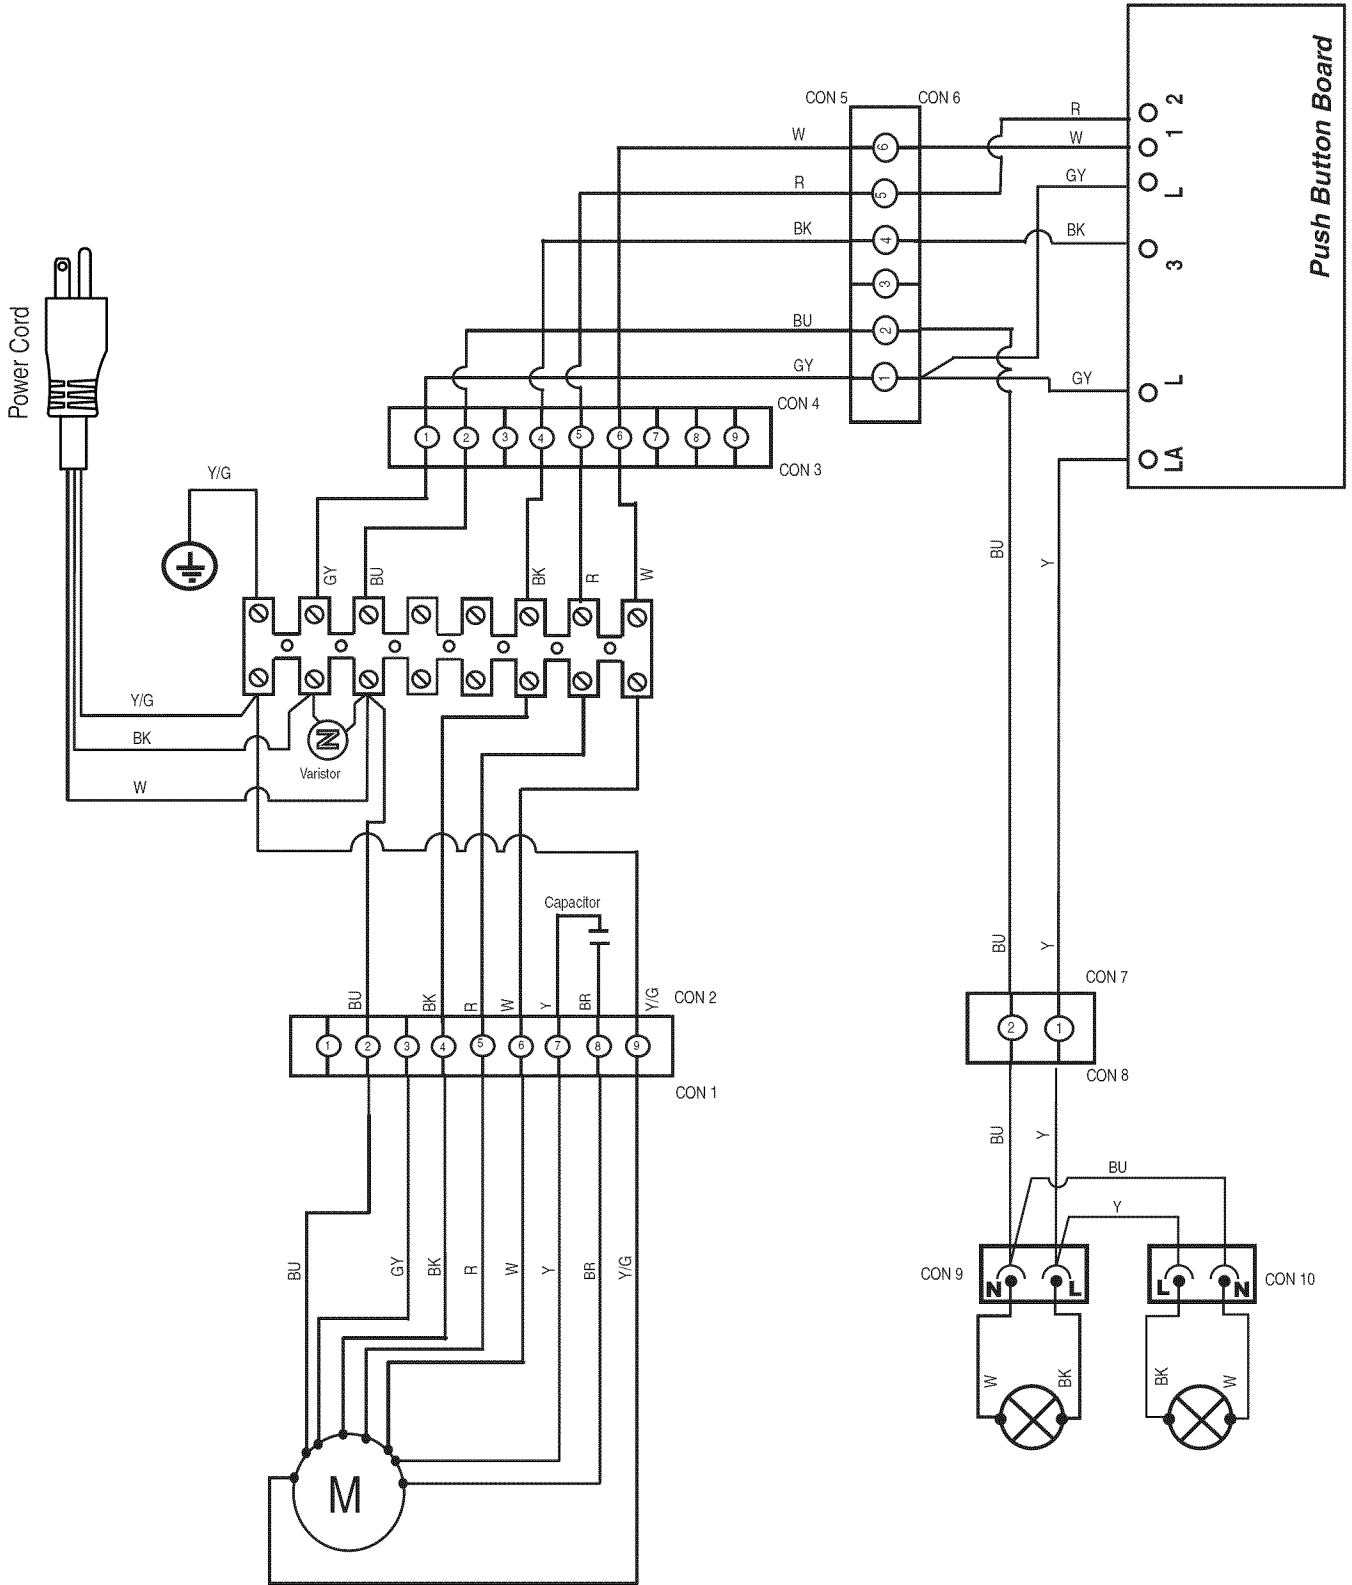 Push Button Board
2
1
L
3
L
LA
CON 5
CON 6
R
W
W
GY
R
BK
BK
BU
GY
GY
6
5
4
3
2
1
Power Cord
CON 4
1 2 3 4 5 6 7 8 9
CON 3
Y/G
GY
BU
BK
R
W
BU
Y
Y/G
BK
W
N
Varistor
Capacitor
BU
BK
R
W
Y
BR
Y/G
CON 2
1 2 3 4 5 6 7 8 9
CON 1
BU
Y
CON 7
2 1
CON 8
BU
Y
BU
Y
CON 9
N L
L N
CON 10
BU
GY
BK
R
W
Y
BR
Y/G
W
BK
BK
W
M